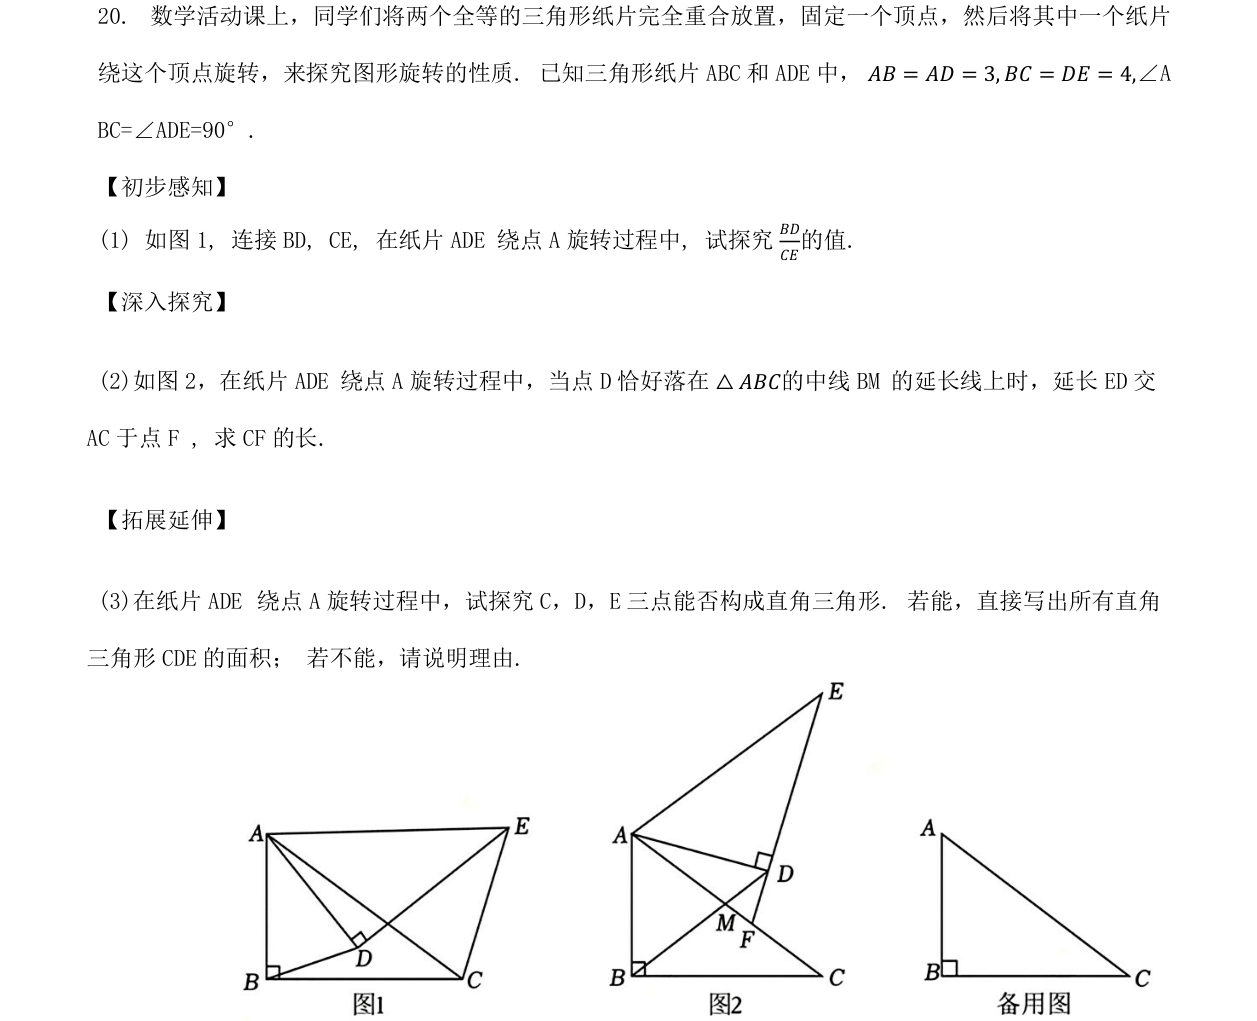 20. 数学活动课上，同学们将两个全等的三角形纸片完全重合放置，固定一个顶点，然后将其中一个纸片
绕这个顶点旋转，来探究图形旋转的性质. 已知三角形纸片 ABC 和 ADE 中， AB = AD = 3, BC = DE = 4,∠A
BC=∠ADE=90°.
【初步感知】
(1) 如图 1, 连接 BD, CE, 在纸片 ADE 绕点 A 旋转过程中, 试探究 BD/CE 的值.
【深入探究】
(2)如图 2，在纸片 ADE 绕点 A 旋转过程中，当点 D 恰好落在 △ ABC的中线 BM 的延长线上时，延长 ED 交
AC 于点 F , 求 CF 的长.
【拓展延伸】
(3)在纸片 ADE 绕点 A 旋转过程中，试探究 C，D，E 三点能否构成直角三角形. 若能，直接写出所有直角
三角形 CDE 的面积； 若不能，请说明理由.
A E D B C 图1
E A D M F B C 图2
A B C 备用图